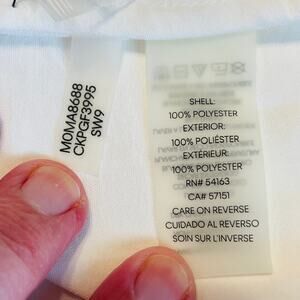 M0MA8688
CKPGF3995
SW9
SHELL:
100% POLYESTER
EXTERIOR:
100% POLIÉSTER
EXTÉRIEUR:
100% POLYESTER
RN# 54163
CA# 57151
CARE ON REVERSE
CUIDADO AL REVERSO
SOIN SUR L'INVERSE